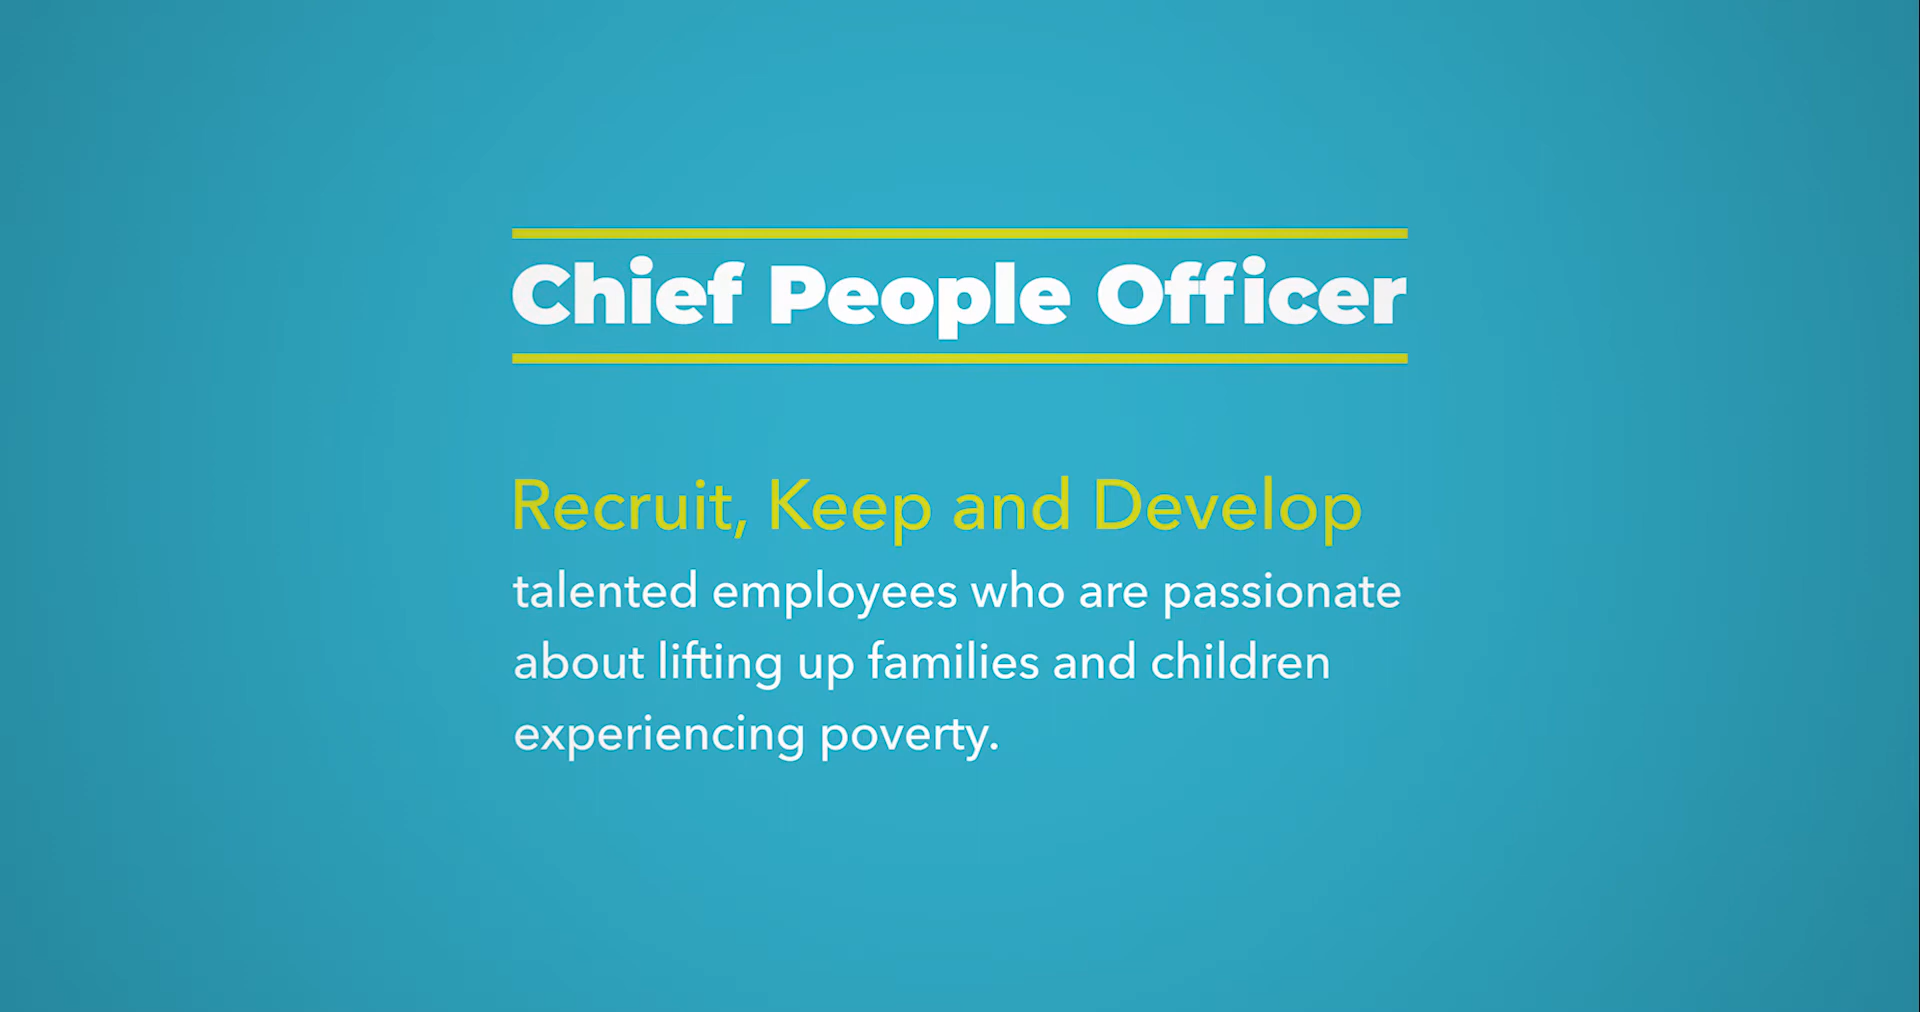 Chief People Officer
Recruit, Keep and Develop
talented employees who are passionate
about lifting up families and children
experiencing poverty.